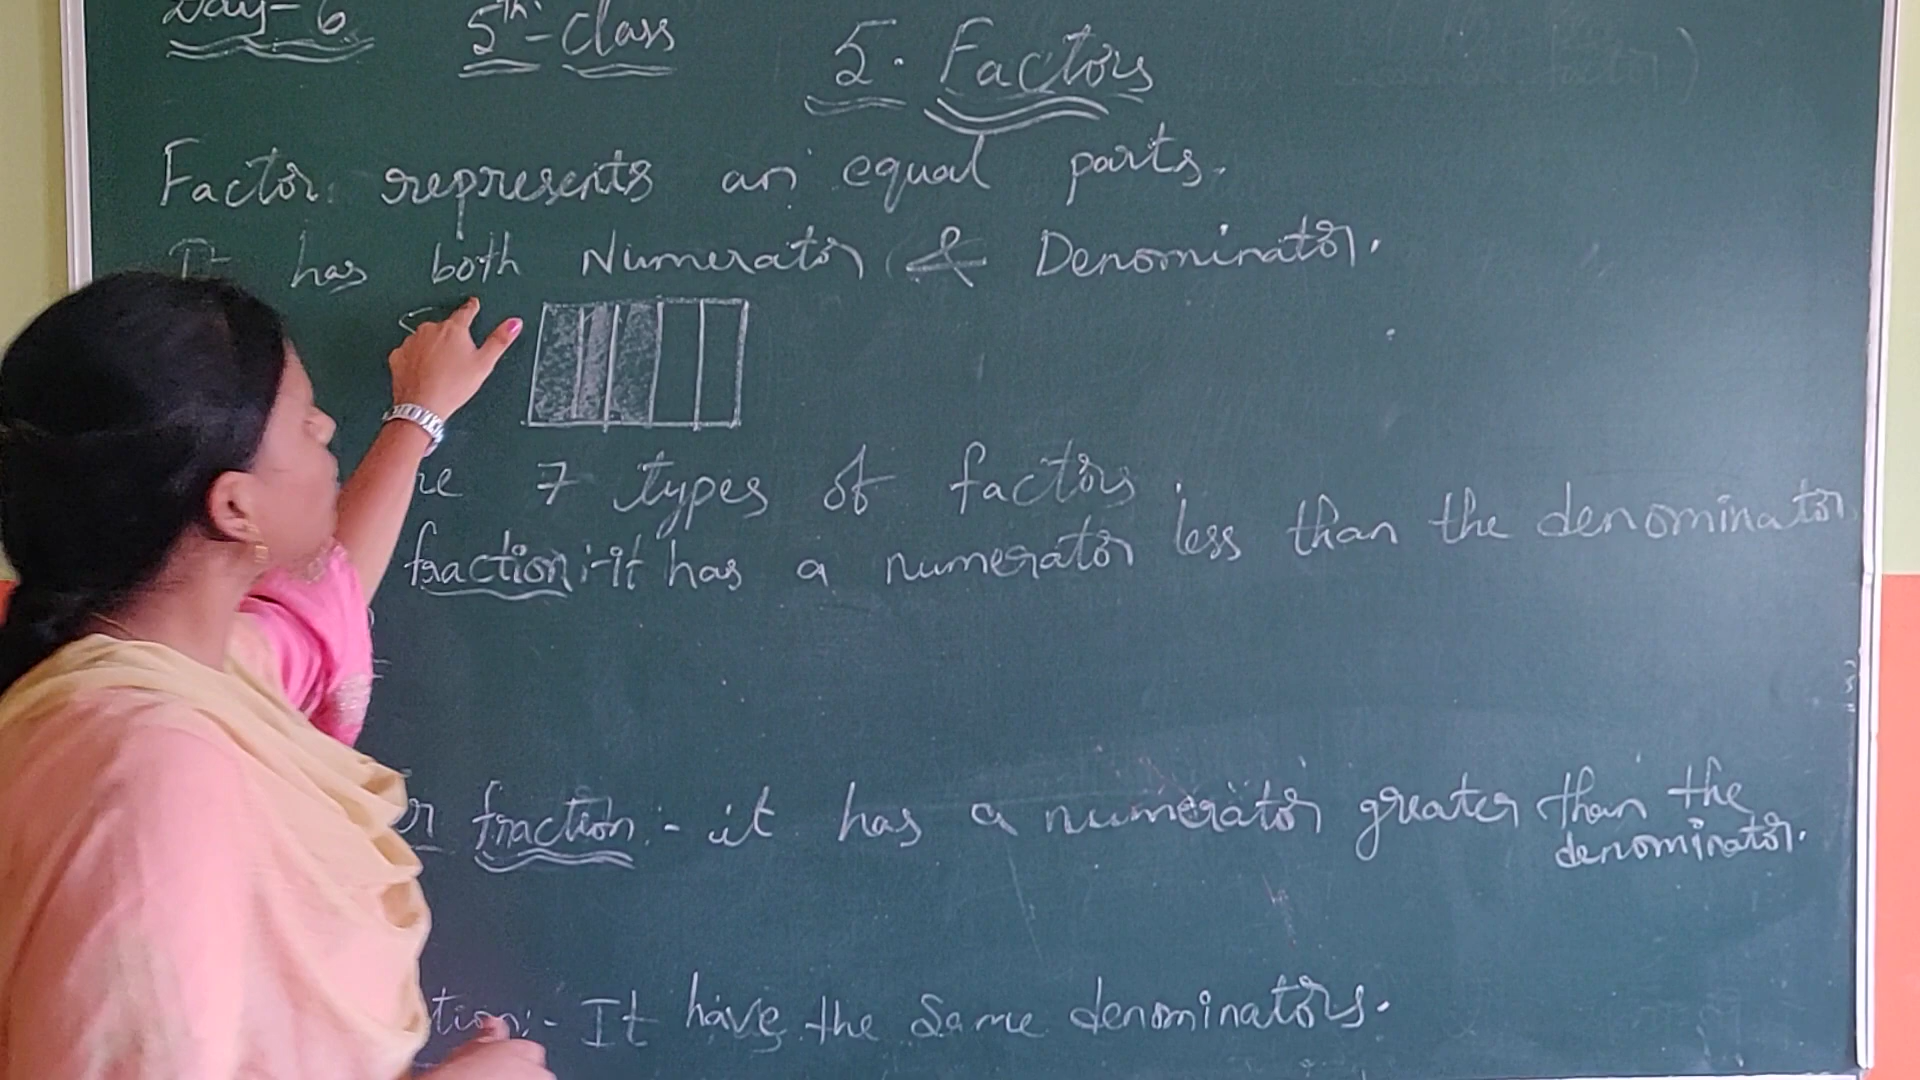 Day-6 5th-Class
5. Factors
Factor represents an equal parts.
It has both Numerator & Denominator.
7 types of factors
fraction:-it has a numerator less than the denominator
fraction:- it has a numerator greater than the
denominator.
It have the same denominators.